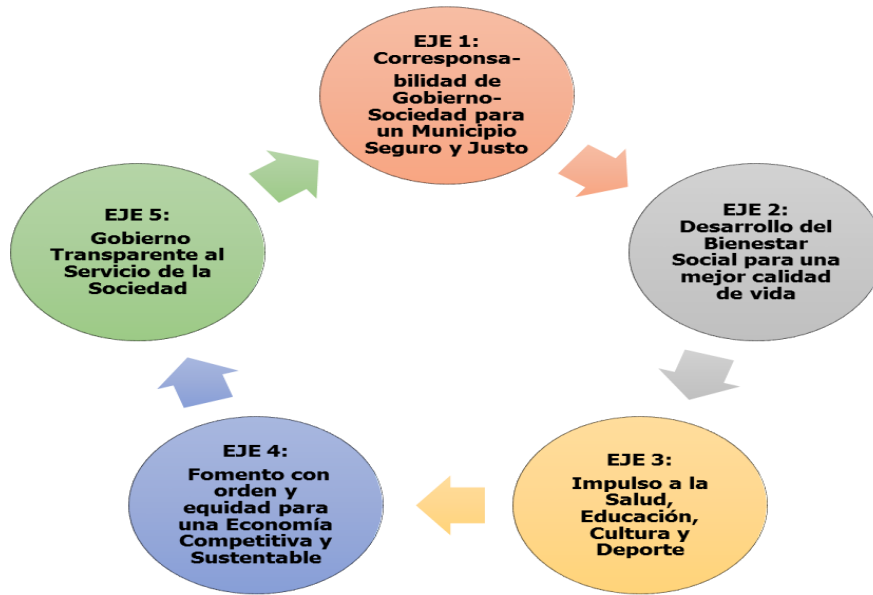 EJE 1:
Corresponsa-
bilidad de
Gobierno-
Sociedad para
un Municipio
Seguro y Justo
EJE 2:
Desarrollo del
Bienestar
Social para una
mejor calidad
de vida
EJE 3:
Impulso a la
Salud,
Educación,
Cultura y
Deporte
EJE 4:
Fomento con
orden y
equidad para
una Economía
Competitiva y
Sustentable
EJE 5:
Gobierno
Transparente al
Servicio de la
Sociedad